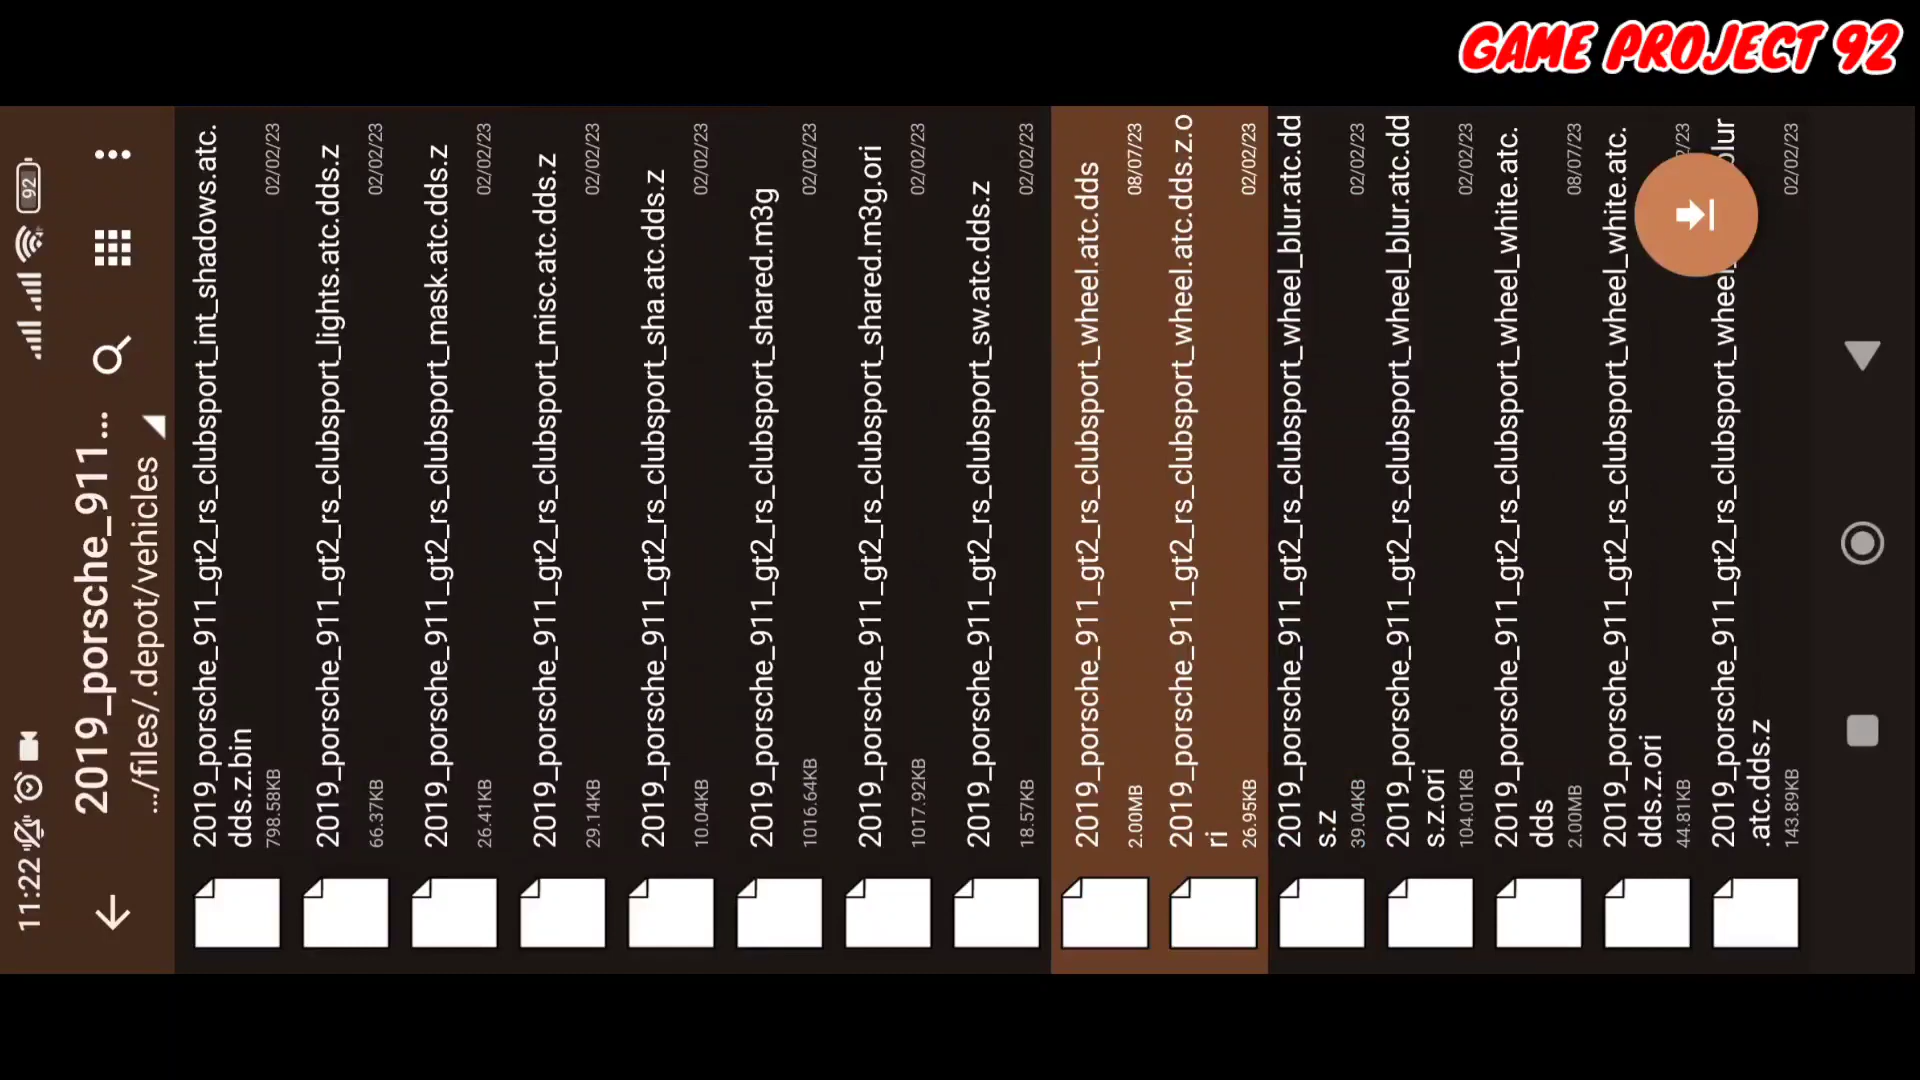 GAME PROJECT 92
11:22
92
2019_porsche_911...
.../files/.depot/vehicles
2019_porsche_911_gt2_rs_clubsport_int_shadows.atc.
dds.z.bin
798.58KB 02/02/23
2019_porsche_911_gt2_rs_clubsport_lights.atc.dds.z
66.37KB 02/02/23
2019_porsche_911_gt2_rs_clubsport_mask.atc.dds.z
26.41KB 02/02/23
2019_porsche_911_gt2_rs_clubsport_misc.atc.dds.z
29.14KB 02/02/23
2019_porsche_911_gt2_rs_clubsport_sha.atc.dds.z
10.04KB 02/02/23
2019_porsche_911_gt2_rs_clubsport_shared.m3g
1016.64KB 02/02/23
2019_porsche_911_gt2_rs_clubsport_shared.m3g.ori
1017.92KB 02/02/23
2019_porsche_911_gt2_rs_clubsport_sw.atc.dds.z
18.57KB 02/02/23
2019_porsche_911_gt2_rs_clubsport_wheel.atc.dds
2.00MB 08/07/23
2019_porsche_911_gt2_rs_clubsport_wheel.atc.dds.z.o
ri
26.95KB 02/02/23
2019_porsche_911_gt2_rs_clubsport_wheel_blur.atc.dd
s.z
39.04KB 02/02/23
2019_porsche_911_gt2_rs_clubsport_wheel_blur.atc.dd
s.z.ori
104.01KB 02/02/23
2019_porsche_911_gt2_rs_clubsport_wheel_white.atc.
dds
2.00MB 08/07/23
2019_porsche_911_gt2_rs_clubsport_wheel_white.atc.
dds.z.ori
44.81KB 2/23
2019_porsche_911_gt2_rs_clubsport_wheel blur
.atc.dds.z
143.89KB 02/02/23